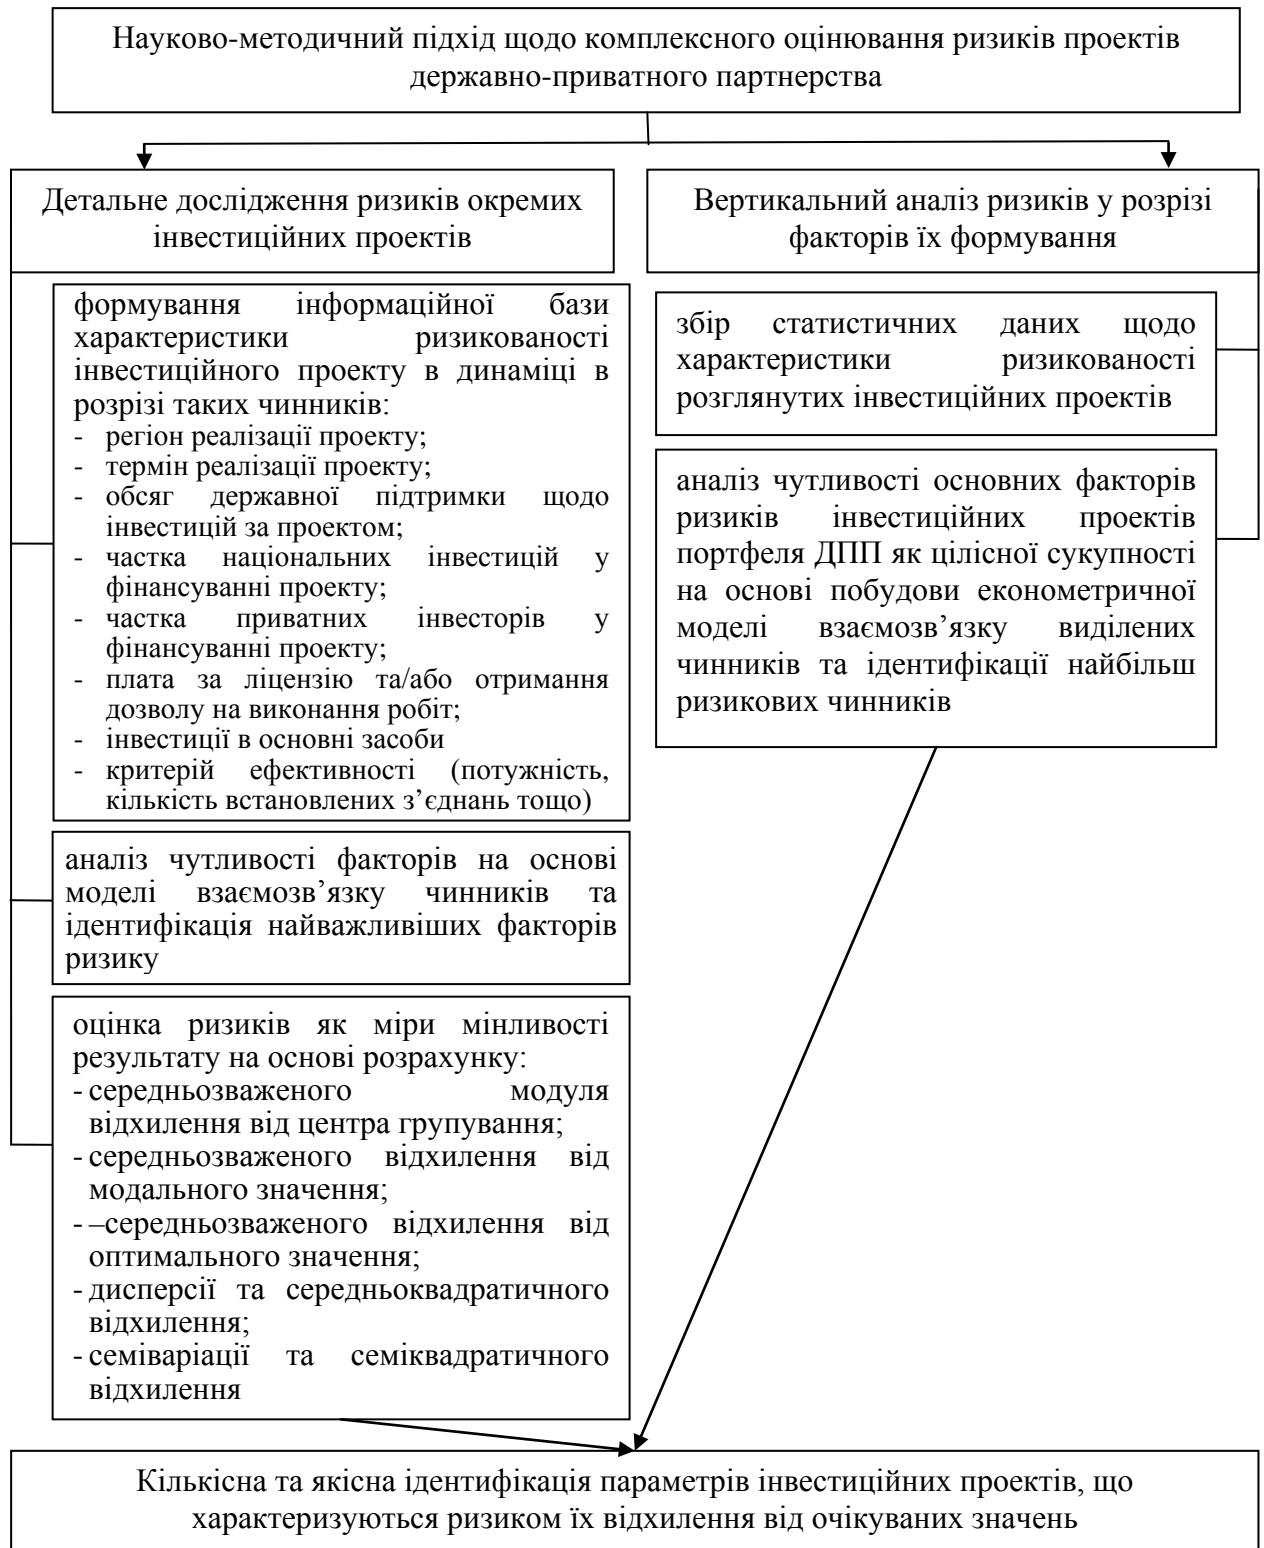 Науково-методичний підхід щодо комплексного оцінювання ризиків проектів
державно-приватного партнерства
Детальне дослідження ризиків окремих
інвестиційних проектів
Вертикальний аналіз ризиків у розрізі
факторів їх формування
формування інформаційної бази
характеристики ризикованості
інвестиційного проекту в динаміці в
розрізі таких чинників:
- регіон реалізації проекту;
- термін реалізації проекту;
- обсяг державної підтримки щодо
інвестицій за проектом;
- частка національних інвестицій у
фінансуванні проекту;
- частка приватних інвесторів у
фінансуванні проекту;
- плата за ліцензію та/або отримання
дозволу на виконання робіт;
- інвестиції в основні засоби
- критерій ефективності (потужність,
кількість встановлених з’єднань тощо)
аналіз чутливості факторів на основі
моделі взаємозв’язку чинників та
ідентифікація найважливіших факторів
ризику
оцінка ризиків як міри мінливості
результату на основі розрахунку:
- середньозваженого модуля
відхилення від центра групування;
- середньозваженого відхилення від
модального значення;
- –середньозваженого відхилення від
оптимального значення;
- дисперсії та середньоквадратичного
відхилення;
- семіваріації та семіквадратичного
відхилення
збір статистичних даних щодо
характеристики ризикованості
розглянутих інвестиційних проектів
аналіз чутливості основних факторів
ризиків інвестиційних проектів
портфеля ДПП як цілісної сукупності
на основі побудови економетричної
моделі взаємозв’язку виділених
чинників та ідентифікації найбільш
ризикових чинників
Кількісна та якісна ідентифікація параметрів інвестиційних проектів, що
характеризуються ризиком їх відхилення від очікуваних значень